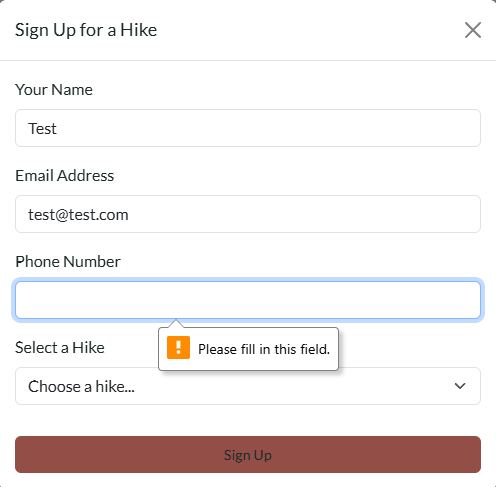 Sign Up for a Hike
Your Name
Test
Email Address
test@test.com
Phone Number
Please fill in this field.
Select a Hike
Choose a hike...
Sign Up